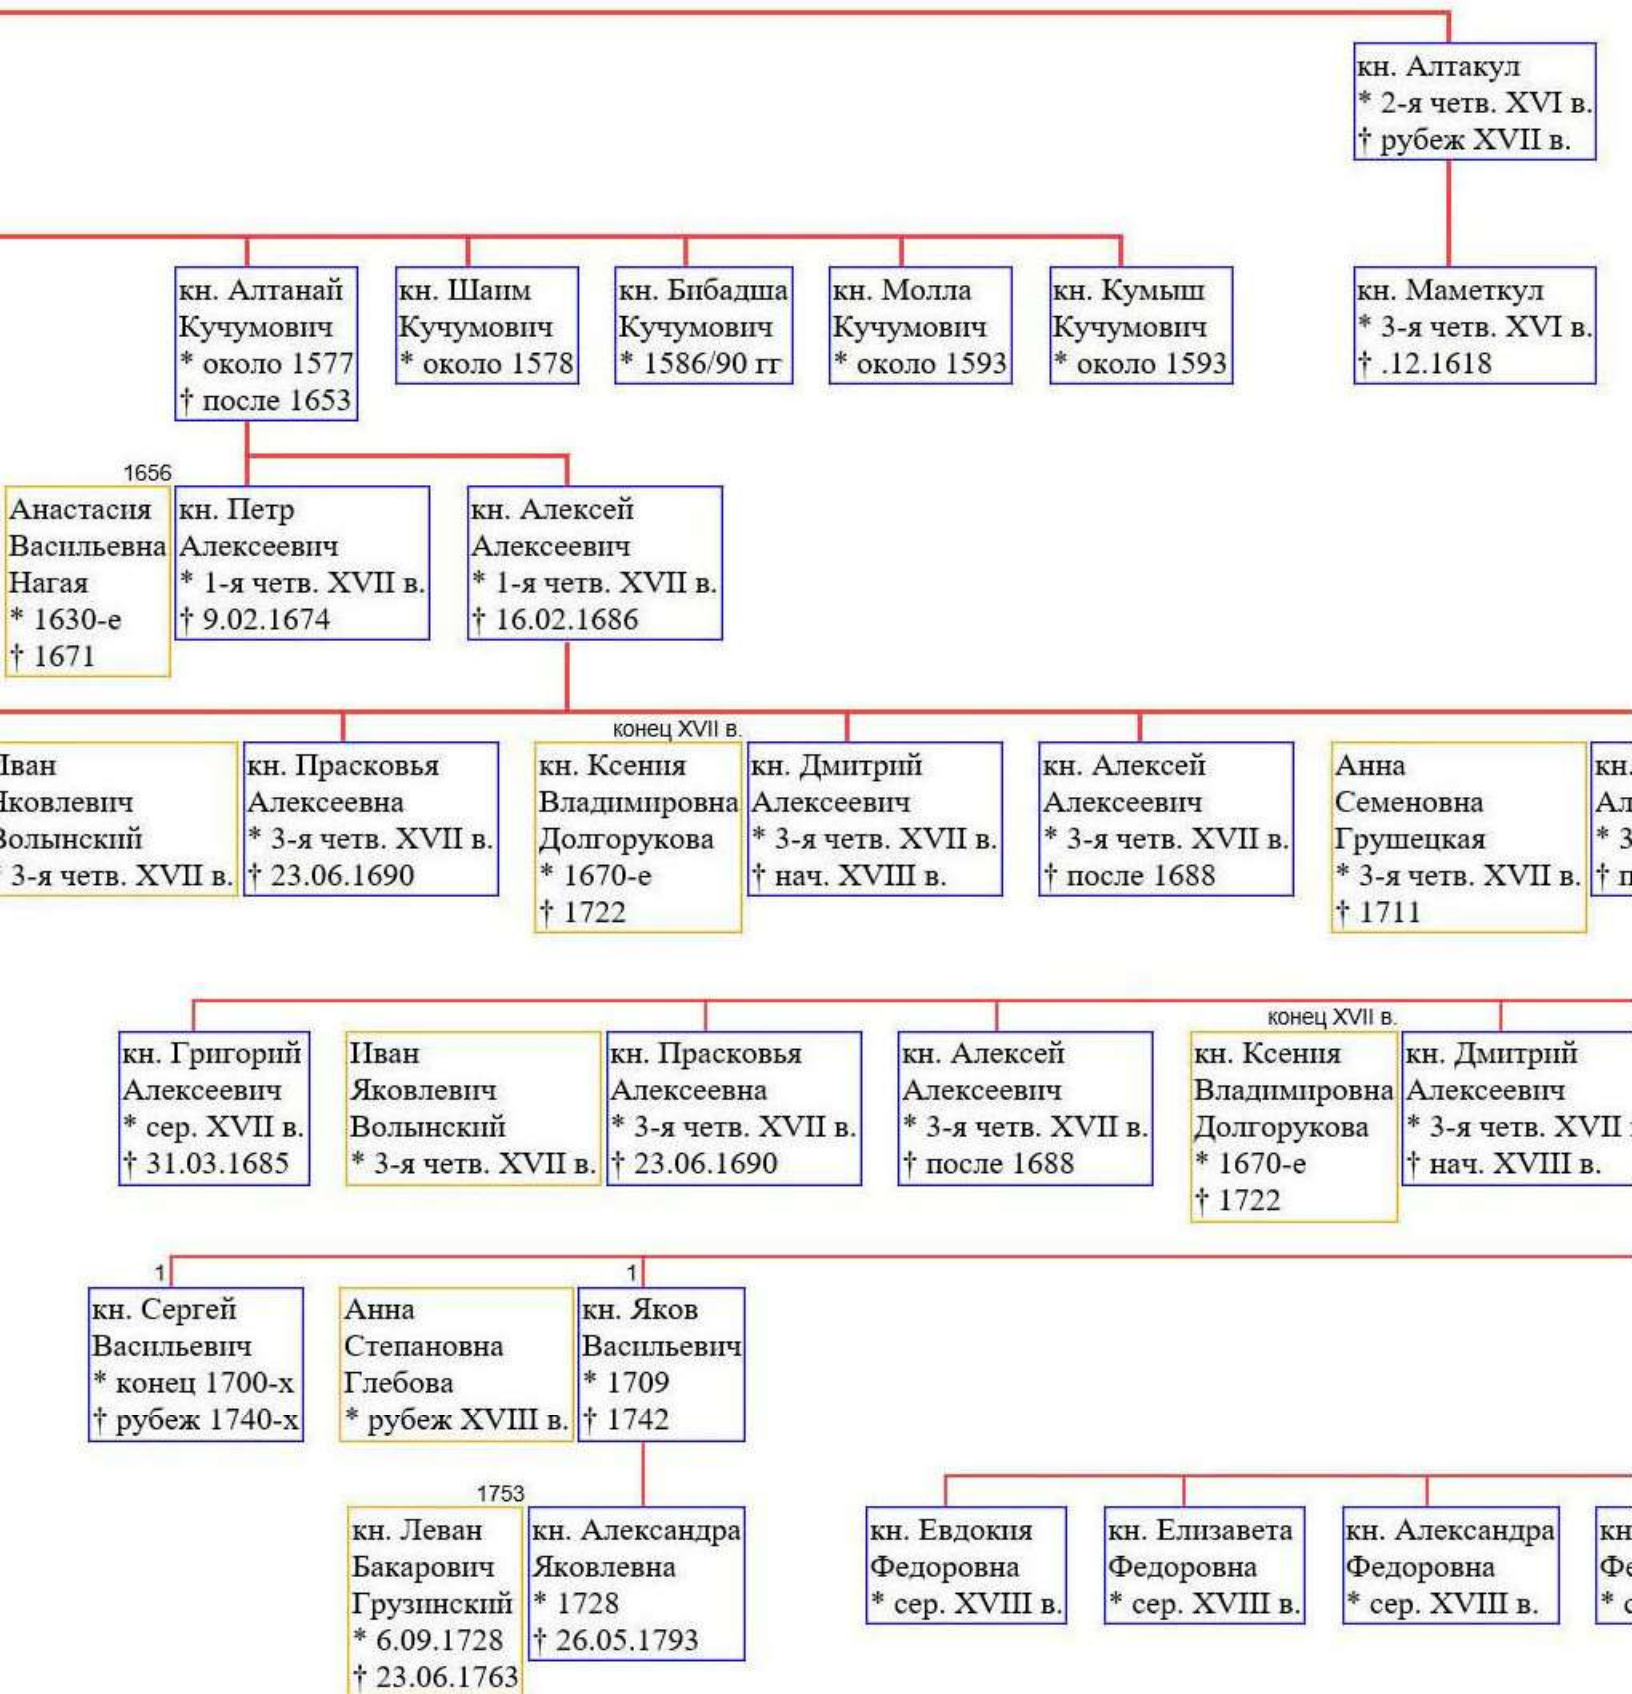 кн. Алтакул
* 2-я четв. XVI в.
† рубеж XVII в.
кн. Алтанай
Кучумович
* около 1577
† после 1653
кн. Шаим
Кучумович
* около 1578
кн. Бибадша
Кучумович
* 1586/90 гг
кн. Молла
Кучумович
* около 1593
кн. Кумыш
Кучумович
* около 1593
кн. Маметкул
* 3-я четв. XVI в.
† .12.1618
1656
Анастасия
Васильевна
Нагая
* 1630-е
† 1671
кн. Петр
Алексеевич
* 1-я четв. XVII в.
† 9.02.1674
кн. Алексей
Алексеевич
* 1-я четв. XVII в.
† 16.02.1686
Иван
Яковлевич
Волынский
* 3-я четв. XVII в.
кн. Прасковья
Алексеевна
* 3-я четв. XVII в.
† 23.06.1690
конец XVII в.
кн. Ксения
Владимировна
Долгорукова
* 1670-е
† 1722
кн. Дмитрий
Алексеевич
* 3-я четв. XVII в.
† нач. XVIII в.
кн. Алексей
Алексеевич
* 3-я четв. XVII в.
† после 1688
Анна
Семеновна
Грушецкая
* 3-я четв. XVII в.
† 1711
кн.
Ал
* 3
† п
кн. Григорий
Алексеевич
* сер. XVII в.
† 31.03.1685
Иван
Яковлевич
Волынский
* 3-я четв. XVII в.
кн. Прасковья
Алексеевна
* 3-я четв. XVII в.
† 23.06.1690
кн. Алексей
Алексеевич
* 3-я четв. XVII в.
† после 1688
конец XVII в.
кн. Ксения
Владимировна
Долгорукова
* 1670-е
† 1722
кн. Дмитрий
Алексеевич
* 3-я четв. XVII
† нач. XVIII в.
1
кн. Сергей
Васильевич
* конец 1700-х
† рубеж 1740-х
Анна
Степановна
Глебова
* рубеж XVIII в.
1
кн. Яков
Васильевич
* 1709
† 1742
1753
кн. Леван
Бакарович
Грузинский
* 6.09.1728
† 23.06.1763
кн. Александра
Яковлевна
* 1728
† 26.05.1793
кн. Евдокия
Федоровна
* сер. XVIII в.
кн. Елизавета
Федоровна
* сер. XVIII в.
кн. Александра
Федоровна
* сер. XVIII в.
кн
Фе
* с